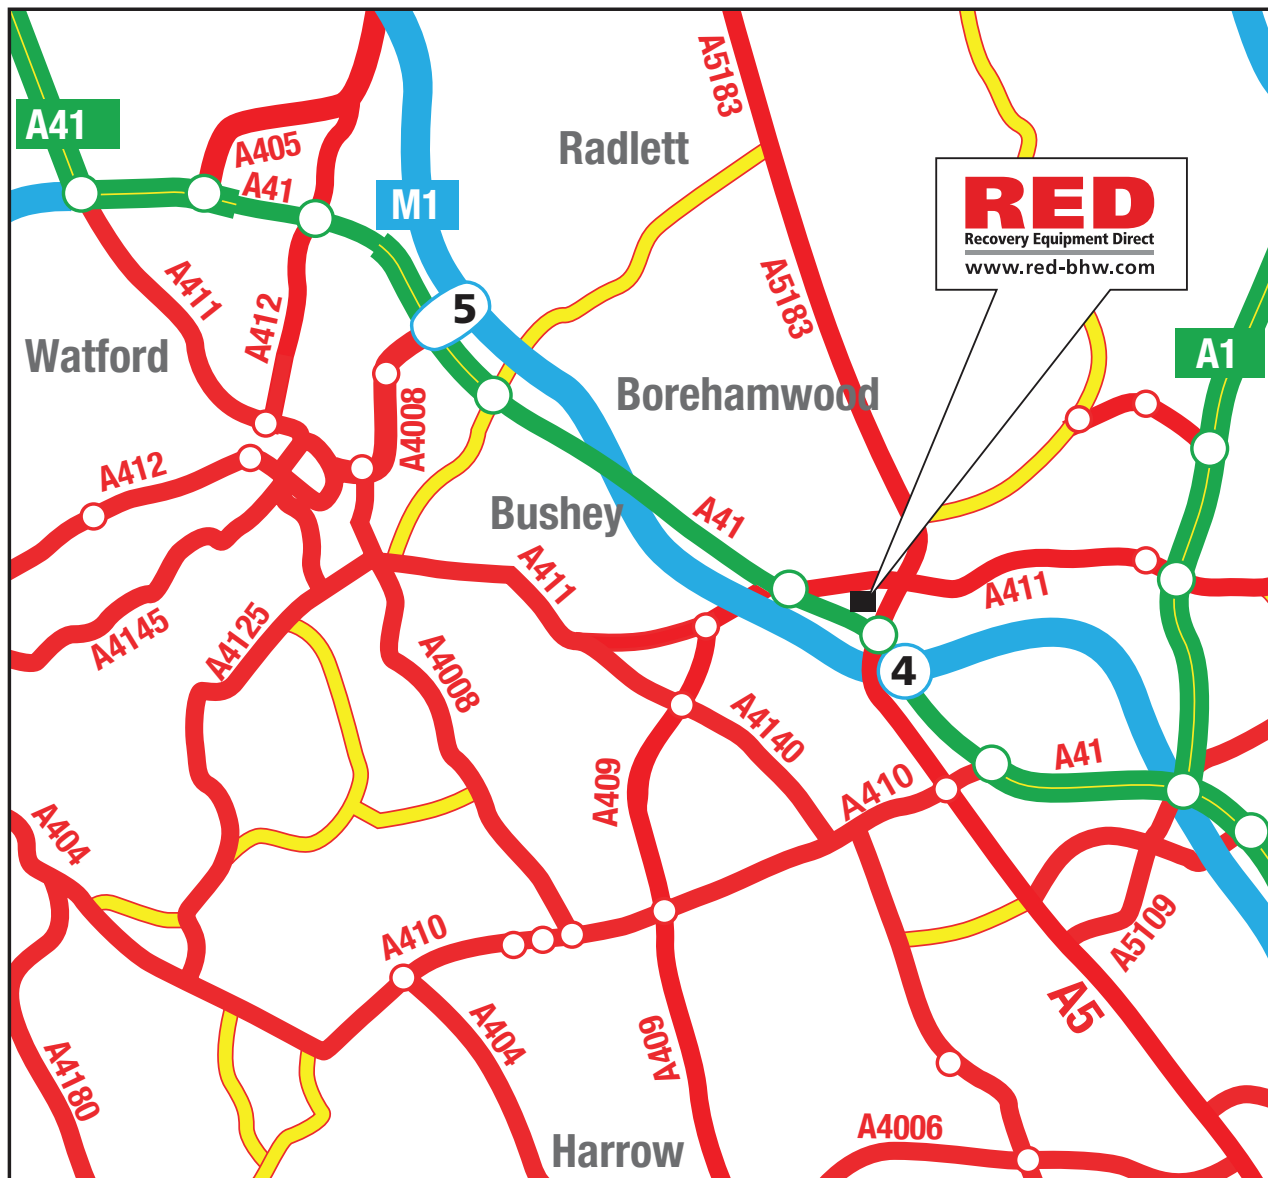 A5183
A41
Radlett
A405
A41
RED
Recovery Equipment Direct
www.red-bhw.com
M1
A411
A5183
A412
5
Watford
A1
Borehamwood
A4008
A412
Bushey
A41
A411
A411
A4145
A4125
A4008
4
A4140
A41
A409
A410
A404
A410
A5109
A5
A404
A409
A4180
A4006
Harrow